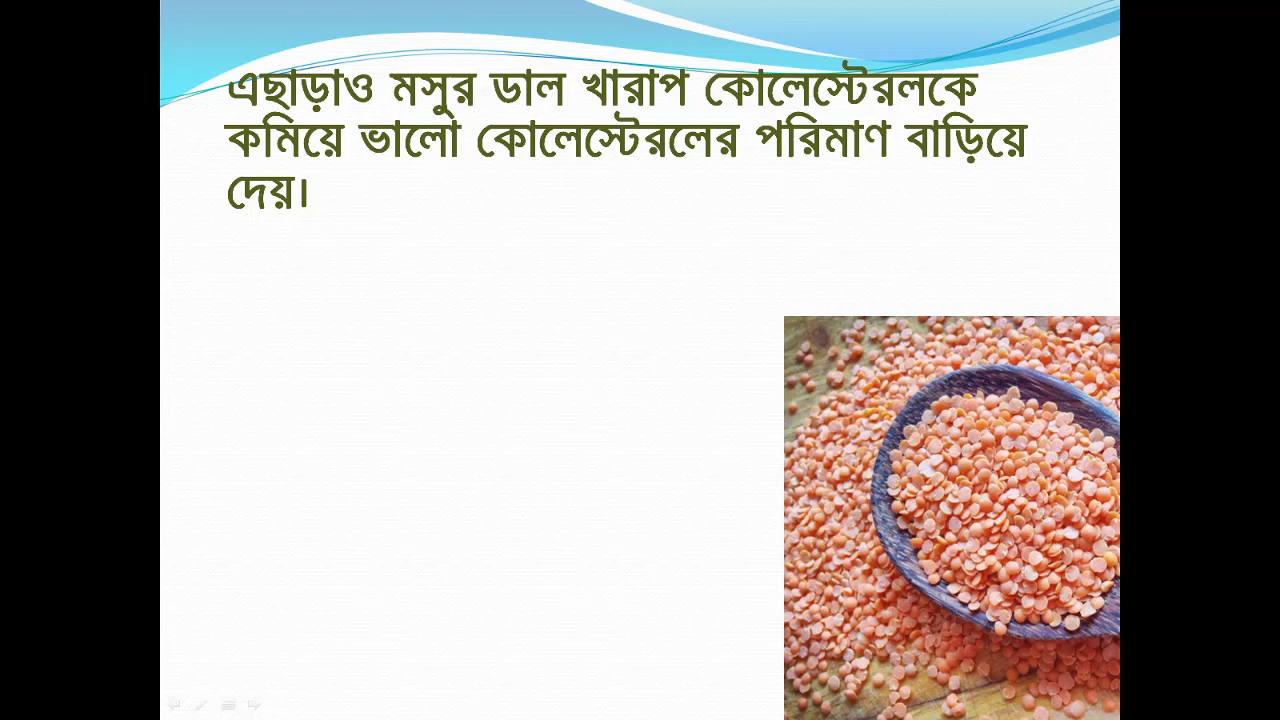 এছাড়াও মসুর ডাল খারাপ কোলেস্টেরলকে
কমিয়ে ভালো কোলেস্টেরলের পরিমাণ বাড়িয়ে
দেয়।